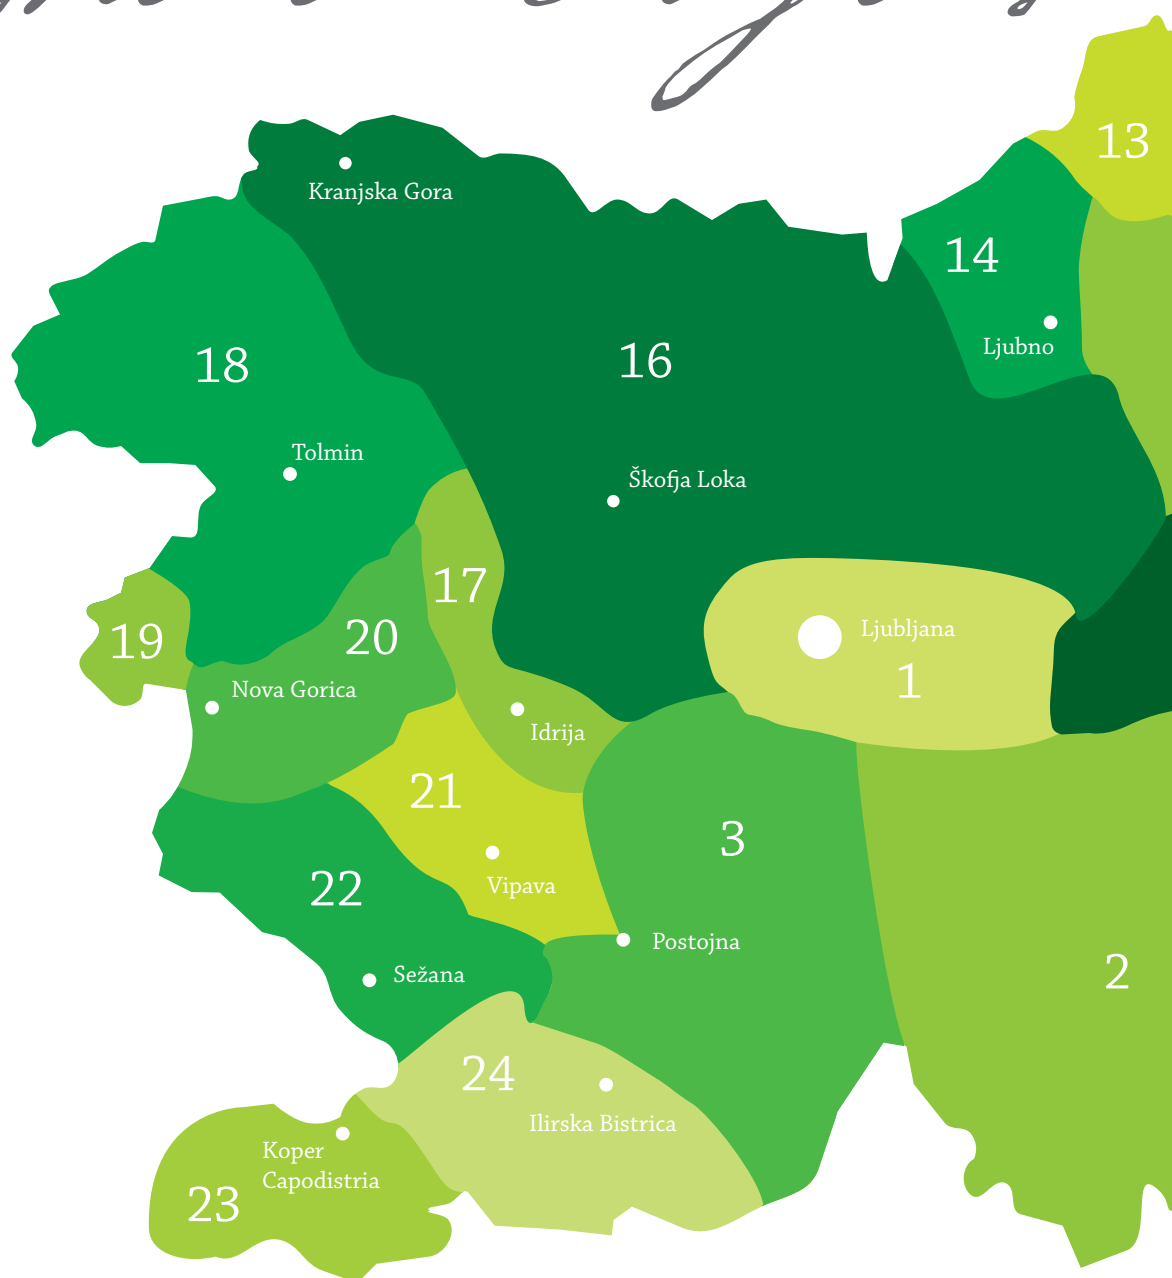 13
Kranjska Gora
14
Ljubno
18
16
Tolmin
Škofja Loka
17
19
20
Ljubljana
1
Nova Gorica
Idrija
21
3
Vipava
22
Postojna
2
Sežana
24
Ilirska Bistrica
Koper
Capodistria
23